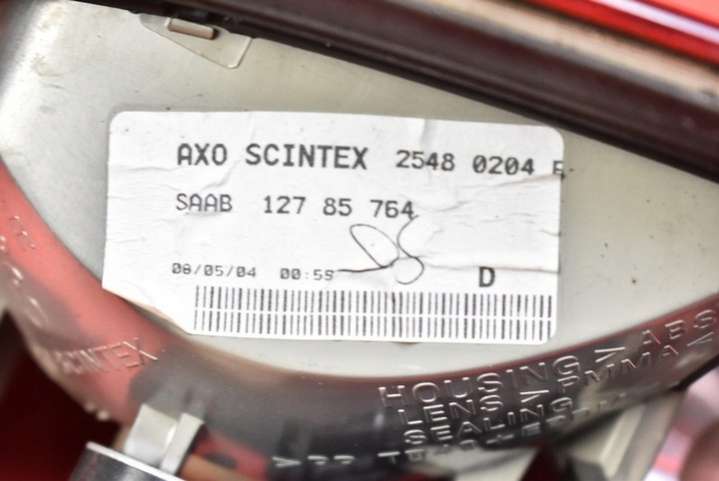 AXO SCINTEX 2548 0204 E
SAAB 127 85 764
08/05/04 00:59
D
SCINTEX
HOUSING > ABS
LENS > PMMA
SEALING